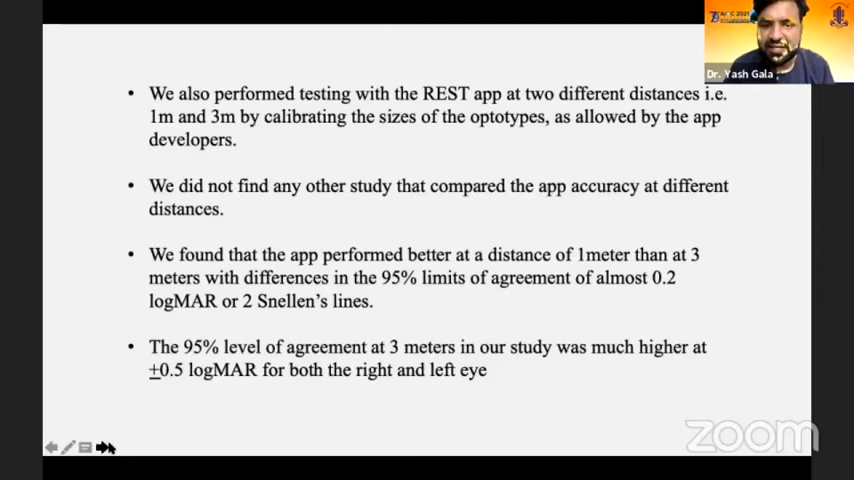 AIOC 2021
Dr. Yash Gala
• We also performed testing with the REST app at two different distances i.e.
1m and 3m by calibrating the sizes of the optotypes, as allowed by the app
developers.
• We did not find any other study that compared the app accuracy at different
distances.
• We found that the app performed better at a distance of 1meter than at 3
meters with differences in the 95% limits of agreement of almost 0.2
logMAR or 2 Snellen’s lines.
• The 95% level of agreement at 3 meters in our study was much higher at
±0.5 logMAR for both the right and left eye
zoom